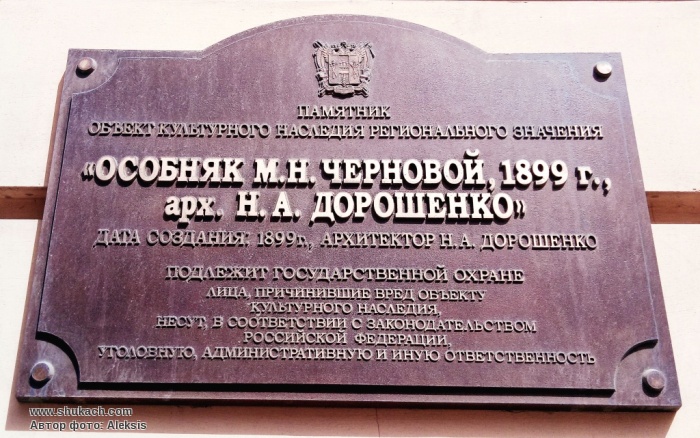 ПАМЯТНИК
ОБЪЕКТ КУЛЬТУРНОГО НАСЛЕДИЯ РЕГИОНАЛЬНОГО ЗНАЧЕНИЯ
«ОСОБНЯК М.Н. ЧЕРНОВОЙ, 1899 г.,
арх. Н.А. ДОРОШЕНКО»
ДАТА СОЗДАНИЯ: 1899г., АРХИТЕКТОР Н.А. ДОРОШЕНКО
ПОДЛЕЖИТ ГОСУДАРСТВЕННОЙ ОХРАНЕ
ЛИЦА, ПРИЧИНИВШИЕ ВРЕД ОБЪЕКТУ
КУЛЬТУРНОГО НАСЛЕДИЯ,
НЕСУТ, В СООТВЕТСТВИИ С ЗАКОНОДАТЕЛЬСТВОМ
РОССИЙСКОЙ ФЕДЕРАЦИИ,
УГОЛОВНУЮ, АДМИНИСТРАТИВНУЮ И ИНУЮ ОТВЕТСТВЕННОСТЬ
www.shukach.com
Автор фото: Aleksis